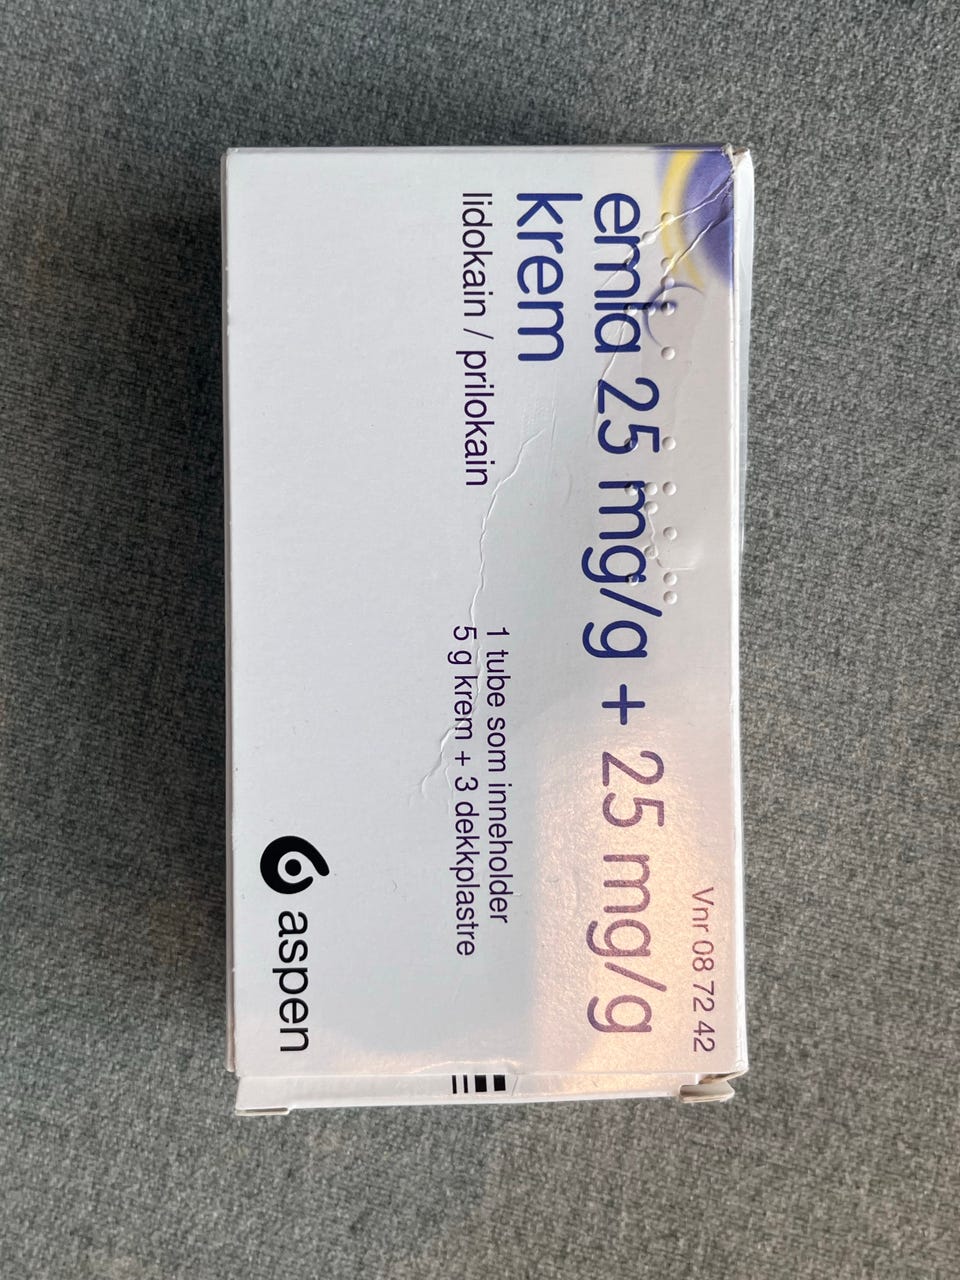 Vnr 08 72 42
emla 25 mg/g + 25 mg/g
krem
lidokain / prilokain
1 tube som inneholder
5 g krem + 3 dekkplastre
aspen